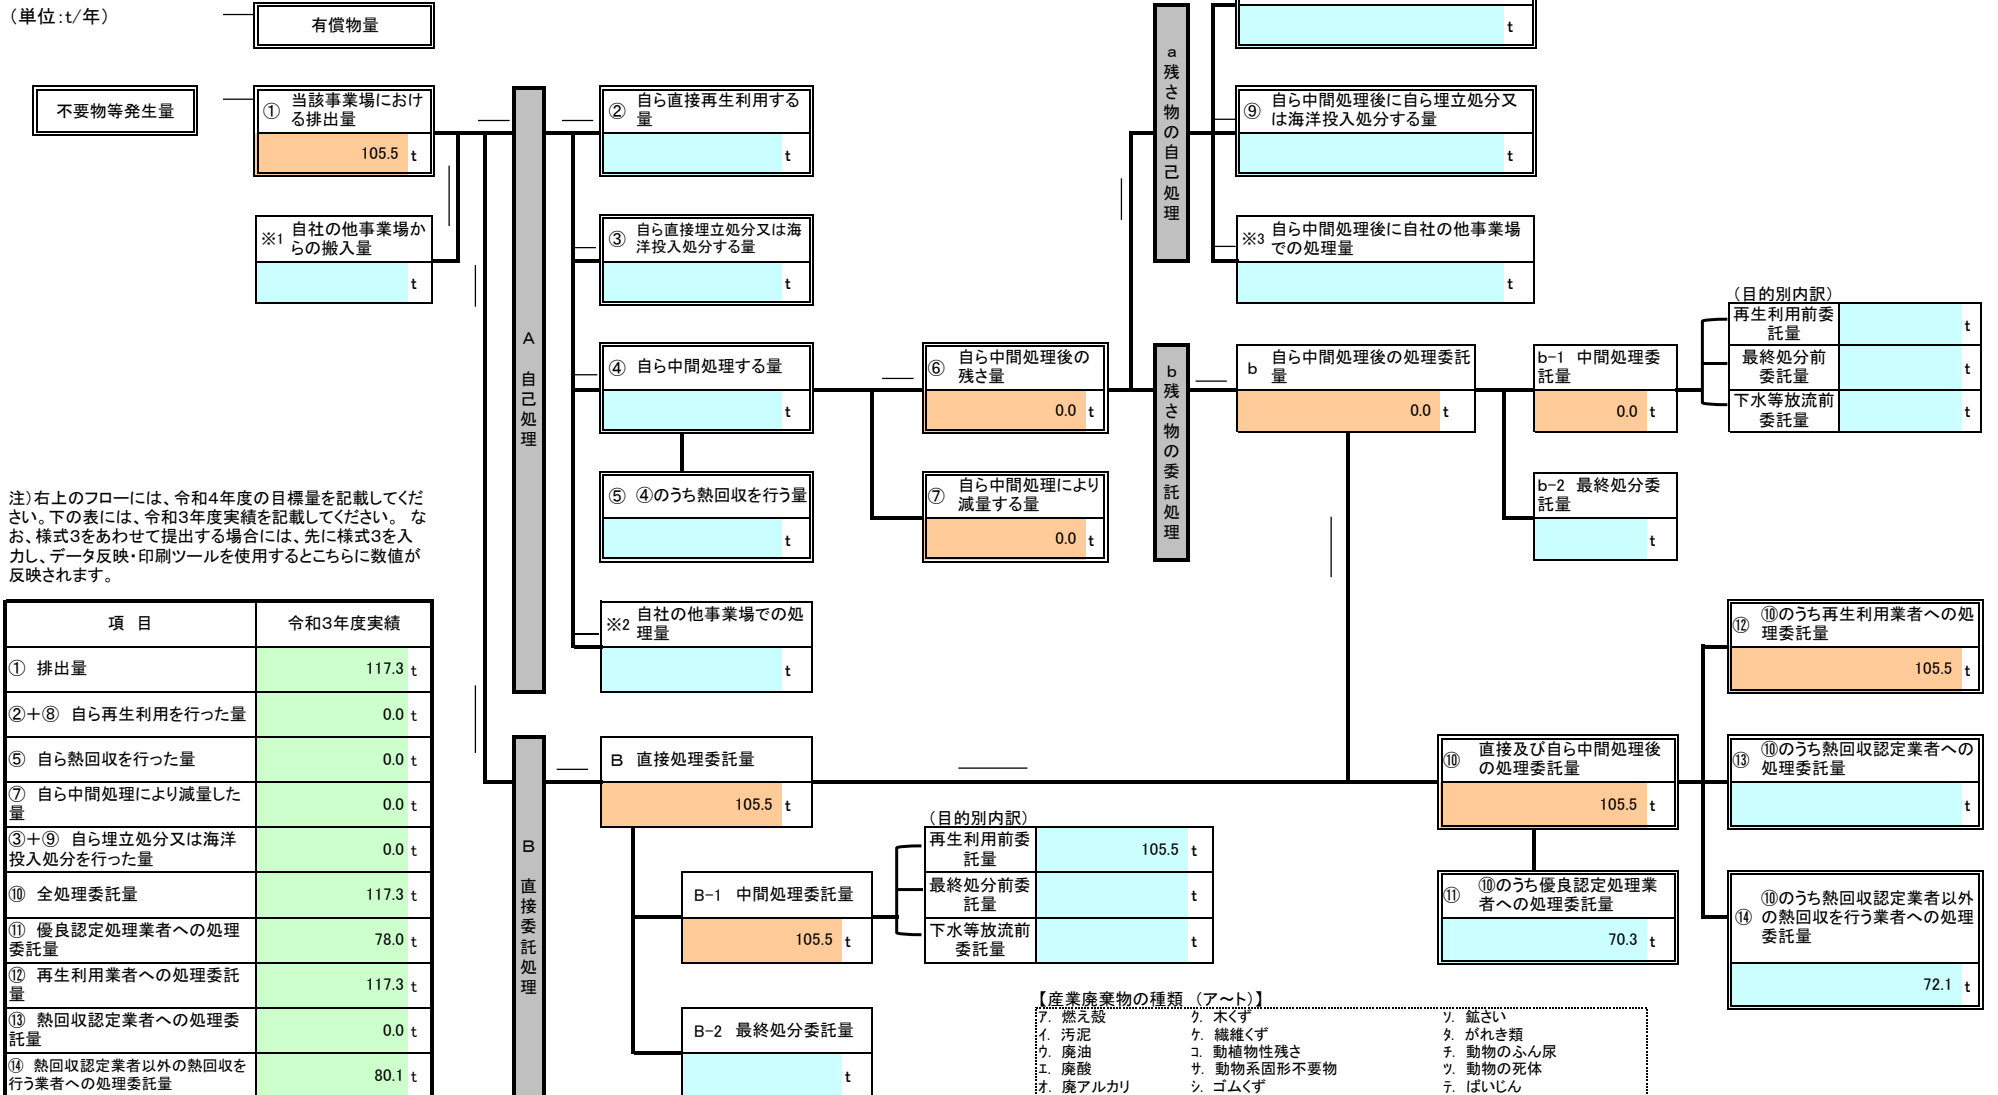 （単位：t/年）
有償物量
t
不要物等発生量
① 当該事業場におけ
る排出量
105.5 t
※1 自社の他事業場か
らの搬入量
t
A 自己処理
② 自ら直接再生利用する
量
t
③ 自ら直接埋立処分又は海
洋投入処分する量
t
④ 自ら中間処理する量
t
⑤ ④のうち熱回収を行う量
t
※2 自社の他事業場での処
理量
t
⑥ 自ら中間処理後の
残さ量
0.0 t
⑦ 自ら中間処理により
減量する量
0.0 t
a 残さ物の自己処理
⑨ 自ら中間処理後に自ら埋立処分又
は海洋投入処分する量
t
※3 自ら中間処理後に自社の他事業場
での処理量
t
b 残さ物の委託処理
b 自ら中間処理後の処理委託
量
0.0 t
b-1 中間処理委
託量
0.0 t
（目的別内訳）
再生利用前委
託量
t
最終処分前
委託量
t
下水等放流前
委託量
t
b-2 最終処分委
託量
t
注）右上のフローには、令和4年度の目標量を記載してくだ
さい。下の表には、令和3年度実績を記載してください。 な
お、様式3をあわせて提出する場合には、先に様式3を入
力し、データ反映・印刷ツールを使用するとこちらに数値が
反映されます。
項 目 令和3年度実績
① 排出量 117.3 t
②＋⑧ 自ら再生利用を行った量 0.0 t
⑤ 自ら熱回収を行った量 0.0 t
⑦ 自ら中間処理により減量した
量 0.0 t
③＋⑨ 自ら埋立処分又は海洋
投入処分を行った量 0.0 t
⑩ 全処理委託量 117.3 t
⑪ 優良認定処理業者への処理
委託量 78.0 t
⑫ 再生利用業者への処理委託
量 117.3 t
⑬ 熱回収認定業者への処理委
託量 0.0 t
⑭ 熱回収認定業者以外の熱回収を
行う業者への処理委託量 80.1 t
B 直接委託処理
B 直接処理委託量
105.5 t
B-1 中間処理委託量
105.5 t
（目的別内訳）
再生利用前委
託量
105.5 t
最終処分前委
託量
t
下水等放流前
委託量
t
B-2 最終処分委託量
t
⑩ 直接及び自ら中間処理後
の処理委託量
105.5 t
⑪ ⑩のうち優良認定処理業
者への処理委託量
70.3 t
⑫ ⑩のうち再生利用業者への処
理委託量
105.5 t
⑬ ⑩のうち熱回収認定業者への
処理委託量
t
⑭ ⑩のうち熱回収認定業者以外
の熱回収を行う業者への処理
委託量
72.1 t
【産業廃棄物の種類 （ア～ト）】
ア. 燃え殻 ク. 木くず ソ. 鉱さい
イ. 汚泥 ケ. 繊維くず タ. がれき類
ウ. 廃油 コ. 動植物性残さ チ. 動物のふん尿
エ. 廃酸 サ. 動物系固形不要物 ツ. 動物の死体
オ. 廃アルカリ シ. ゴムくず テ. ばいじん